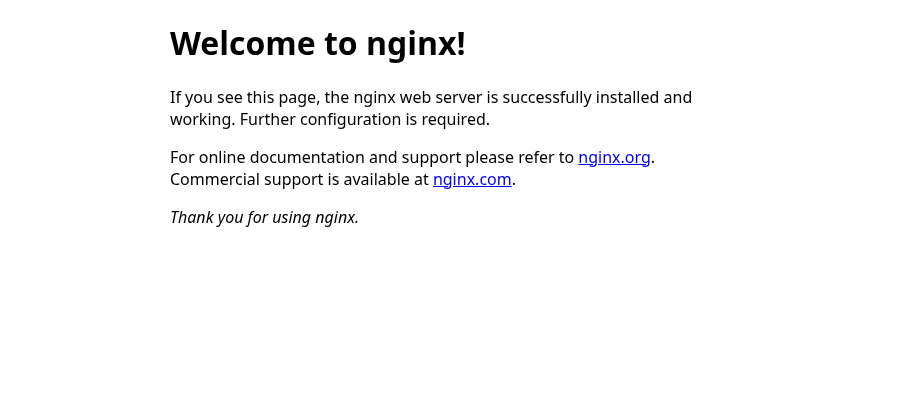 Welcome to nginx!
If you see this page, the nginx web server is successfully installed and
working. Further configuration is required.
For online documentation and support please refer to nginx.org.
Commercial support is available at nginx.com.
Thank you for using nginx.